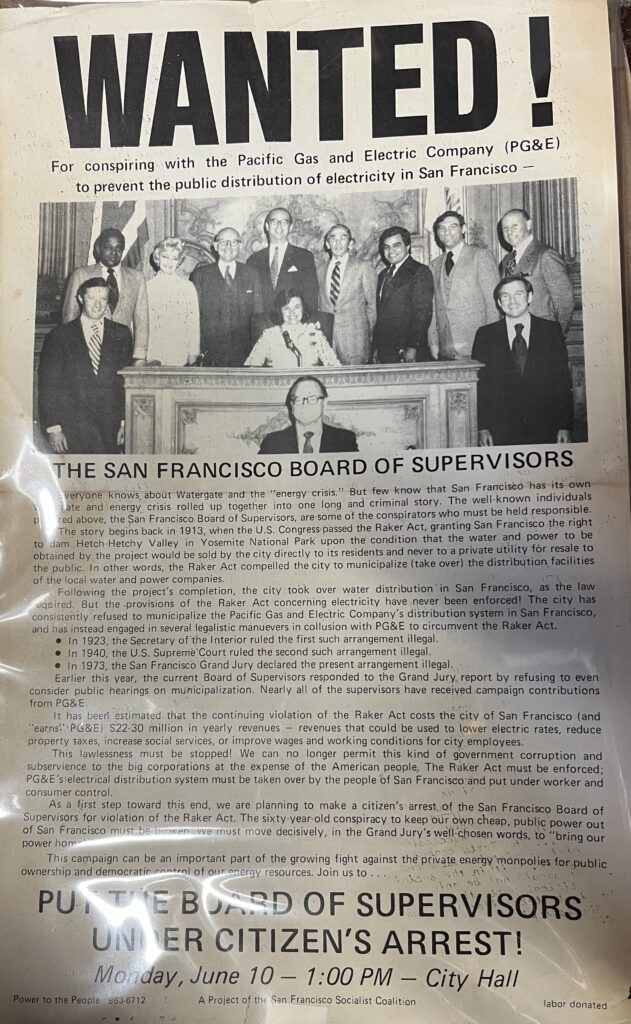 WANTED!
For conspiring with the Pacific Gas and Electric Company (PG&E)
to prevent the public distribution of electricity in San Francisco —
THE SAN FRANCISCO BOARD OF SUPERVISORS
everyone knows about Watergate and the "energy crisis." But few know that San Francisco has its own
and energy crisis rolled up together into one long and criminal story. The well-known individuals
above, the San Francisco Board of Supervisors, are some of the conspirators who must be held responsible.
The story begins back in 1913, when the U.S. Congress passed the Raker Act, granting San Francisco the right
to dam Hetch-Hetchy Valley in Yosemite National Park upon the condition that the water and power to be
obtained by the project would be sold by the city directly to its residents and never to a private utility for resale to
the public. In other words, the Raker Act compelled the city to municipalize (take over) the distribution facilities
of the local water and power companies.
Following the project's completion, the city took over water distribution in San Francisco, as the law
required. But the provisions of the Raker Act concerning electricity have never been enforced! The city has
consistently refused to municipalize the Pacific Gas and Electric Company's distribution system in San Francisco,
and has instead engaged in several legalistic manuevers in collusion with PG&E to circumvent the Raker Act.
● In 1923, the Secretary of the Interior ruled the first such arrangement illegal.
● In 1940, the U.S. Supreme Court ruled the second such arrangement illegal.
● In 1973, the San Francisco Grand Jury declared the present arrangement illegal.
Earlier this year, the current Board of Supervisors responded to the Grand Jury report by refusing to even
consider public hearings on municipalization. Nearly all of the supervisors have received campaign contributions
from PG&E.
It has been estimated that the continuing violation of the Raker Act costs the city of San Francisco (and
"earns" PG&E) $22-30 million in yearly revenues — revenues that could be used to lower electric rates, reduce
property taxes, increase social services, or improve wages and working conditions for city employees.
This lawlessness must be stopped! We can no longer permit this kind of government corruption and
subservience to the big corporations at the expense of the American people. The Raker Act must be enforced;
PG&E's electrical distribution system must be taken over by the people of San Francisco and put under worker and
consumer control.
As a first step toward this end, we are planning to make a citizen's arrest of the San Francisco Board of
Supervisors for violation of the Raker Act. The sixty-year-old conspiracy to keep our own cheap, public power out
of San Francisco must be broken. We must move decisively, in the Grand Jury's well-chosen words, to "bring our
power
This campaign can be an important part of the growing fight against the private energy monpolies for public
ownership and democratic control of our energy resources. Join us to . . .
PUT THE BOARD OF SUPERVISORS
UNDER CITIZEN'S ARREST!
Monday, June 10 — 1:00 PM — City Hall
Power to the People 863-6712 A Project of the San Francisco Socialist Coalition labor donated